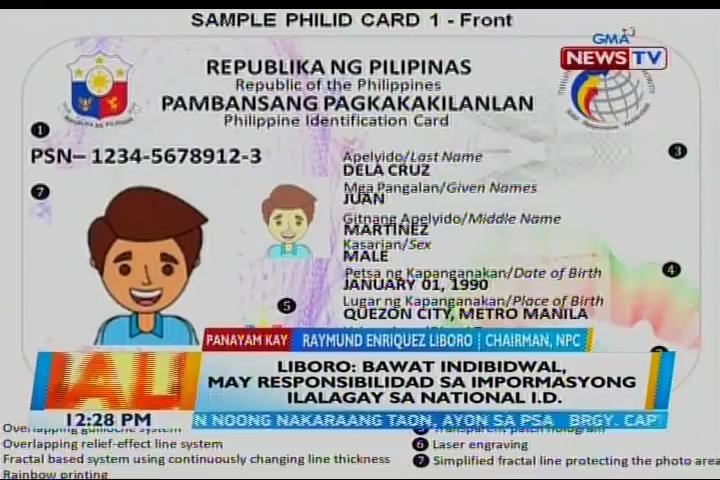 SAMPLE PHILID CARD 1 - Front
GMA
NEWS TV
REPUBLIKA NG PILIPINAS
Republic of the Philippines
PAMBANSANG PAGKAKAKILANLAN
Philippine Identification Card
1
PSN– 1234-5678912-3
7
5
3
4
Apelyido/Last Name
DELA CRUZ
Mga Pangalan/Given Names
JUAN
Gitnang Apelyido/Middle Name
MARTINEZ
Kasarian/Sex
MALE
Petsa ng Kapanganakan/Date of Birth
JANUARY 01, 1990
Lugar ng Kapanganakan/Place of Birth
QUEZON CITY, METRO MANILA
PANAYAM KAY RAYMUND ENRIQUEZ LIBORO | CHAIRMAN, NPC
LIBORO: BAWAT INDIBIDWAL,
MAY RESPONSIBILIDAD SA IMPORMASYONG
ILALAGAY SA NATIONAL I.D.
12:28 PM
N NOONG NAKARAANG TAON, AYON SA PSA BRGY. CAP
Overlapping guilloche system
Overlapping relief-effect line system
Fractal based system using continuously changing line thickness
Rainbow printing
Transparent patch hologram
6 Laser engraving
7 Simplified fractal line protecting the photo area